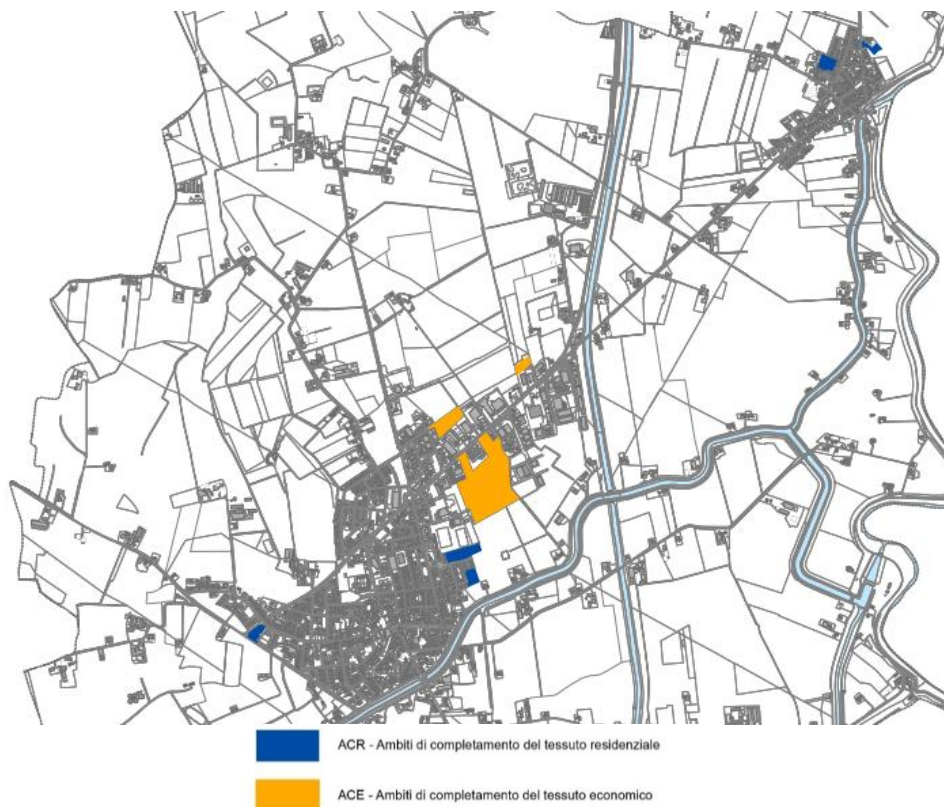 ACR - Ambiti di completamento del tessuto residenziale
ACE - Ambiti di completamento del tessuto economico